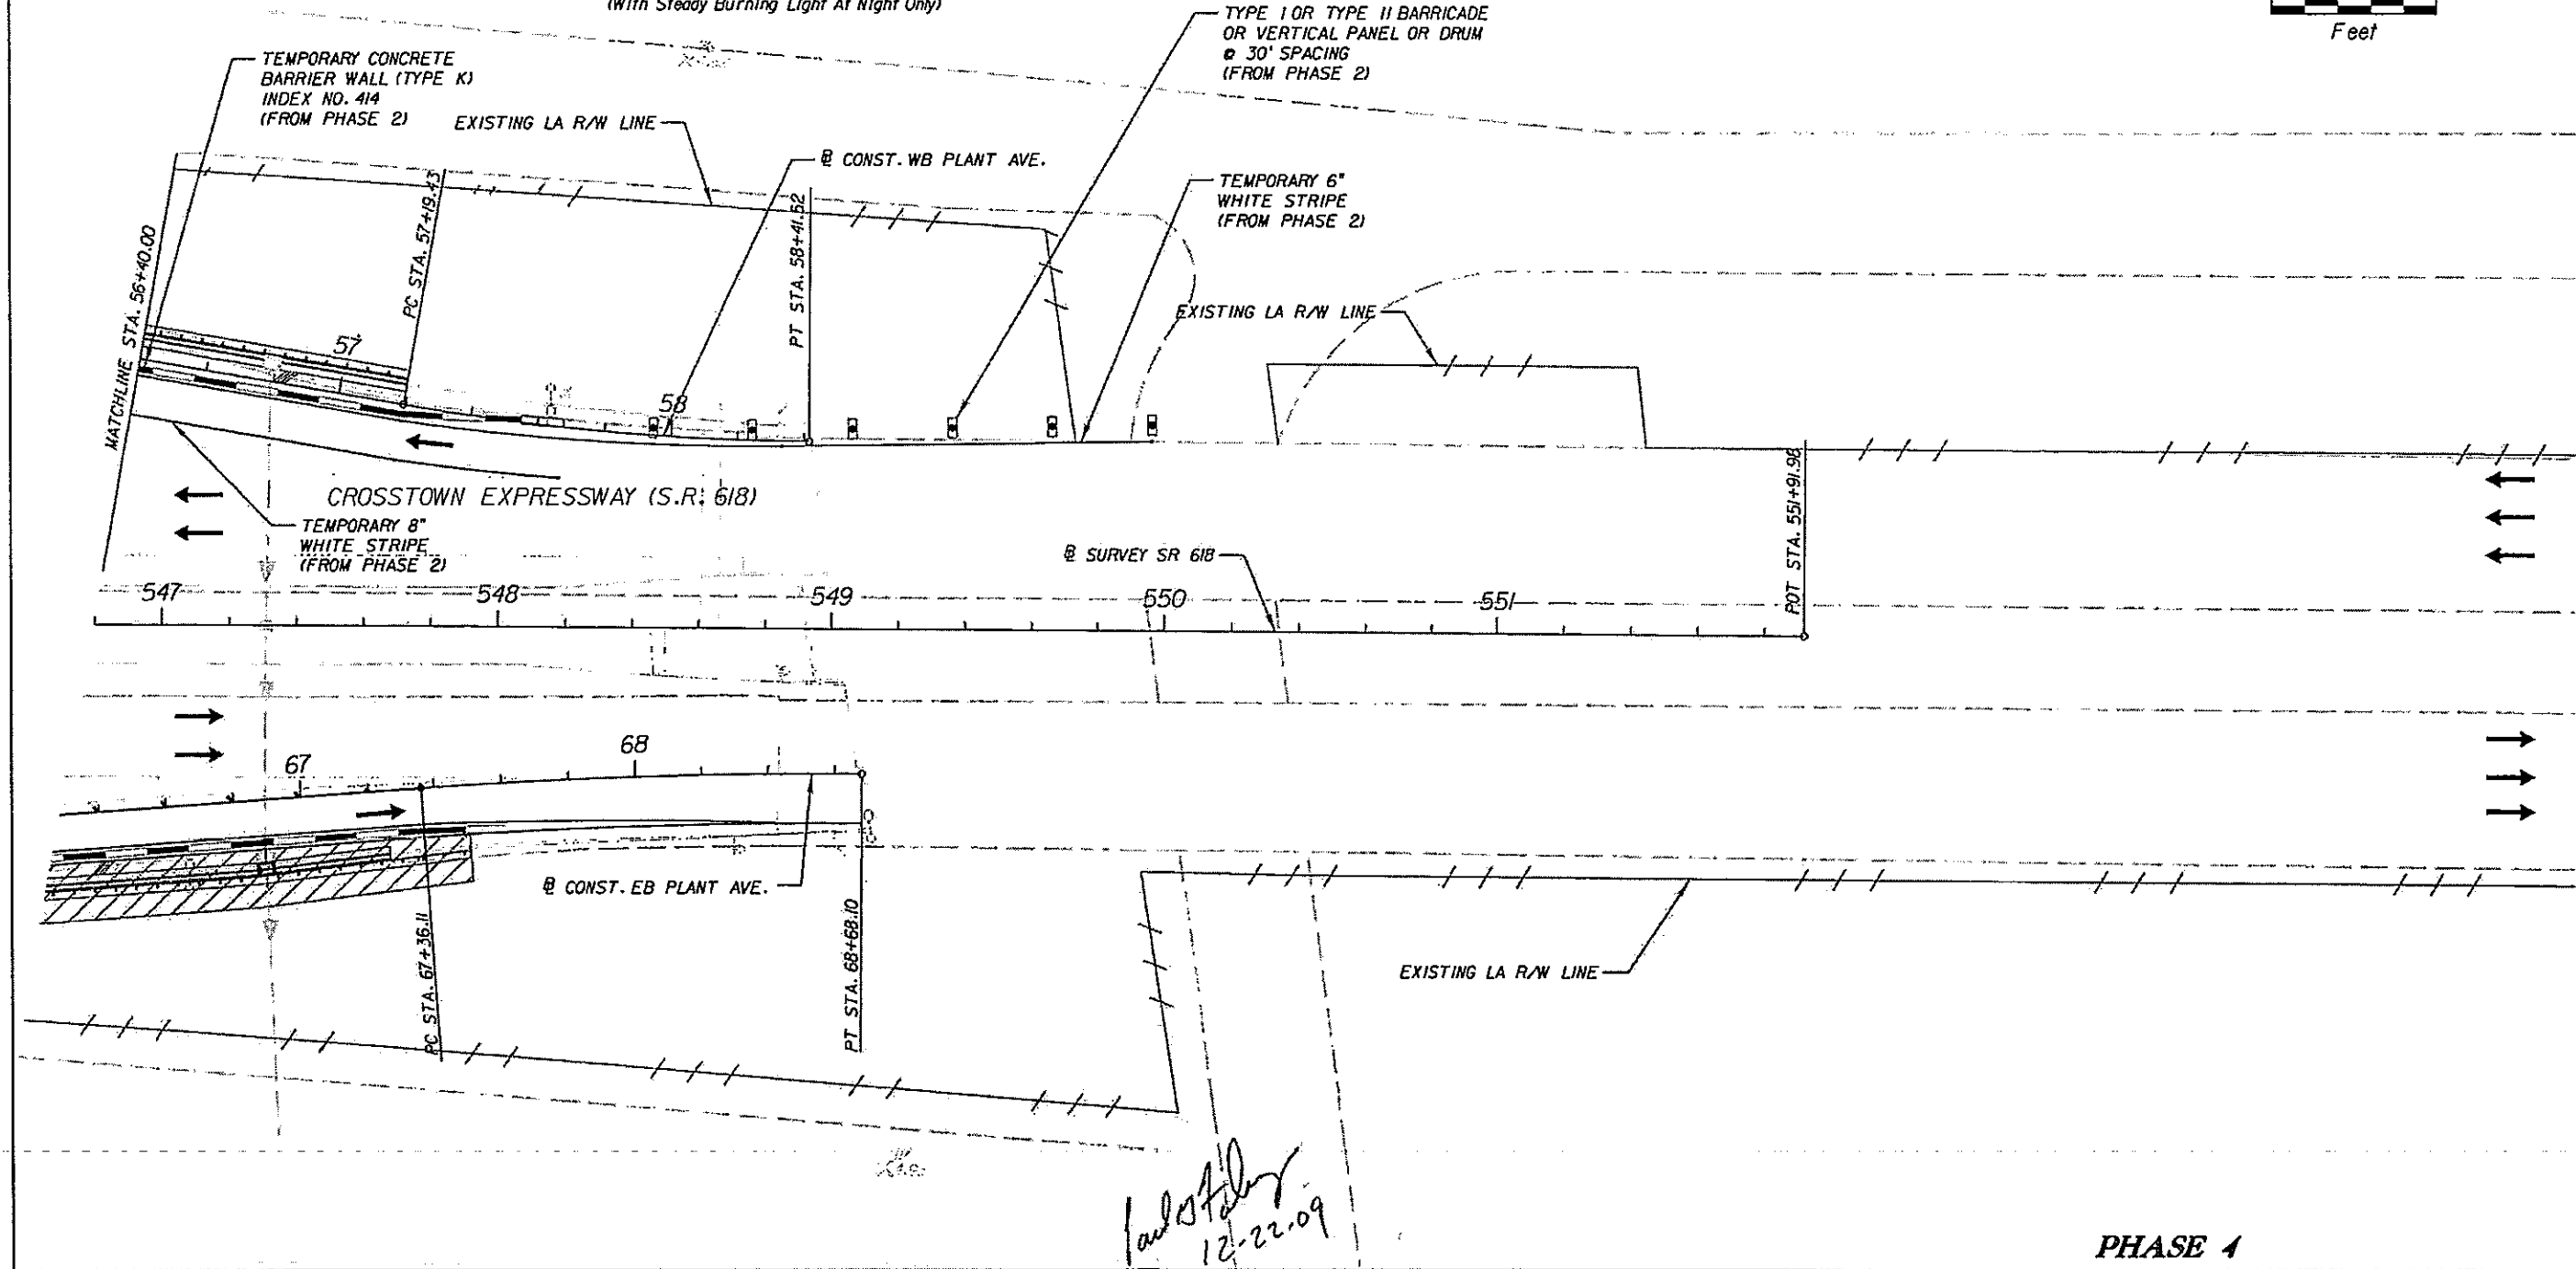 (With Steady Burning Light At Night Only)
TYPE I OR TYPE II BARRICADE
OR VERTICAL PANEL OR DRUM
@ 30' SPACING
(FROM PHASE 2)
Feet
TEMPORARY CONCRETE
BARRIER WALL (TYPE K)
INDEX NO. 414
(FROM PHASE 2)
EXISTING LA R/W LINE
℄ CONST. WB PLANT AVE.
TEMPORARY 6"
WHITE STRIPE
(FROM PHASE 2)
MATCHLINE STA. 56+40.00
PC STA. 57+19.43
PT STA. 58+41.52
EXISTING LA R/W LINE
57
58
CROSSTOWN EXPRESSWAY (S.R. 618)
TEMPORARY 8"
WHITE STRIPE
(FROM PHASE 2)
℄ SURVEY SR 618
POT STA. 551+91.98
547
548
549
550
551
67
68
℄ CONST. EB PLANT AVE.
PC STA. 67+36.11
PT STA. 68+68.10
EXISTING LA R/W LINE
12-22-09
PHASE 4